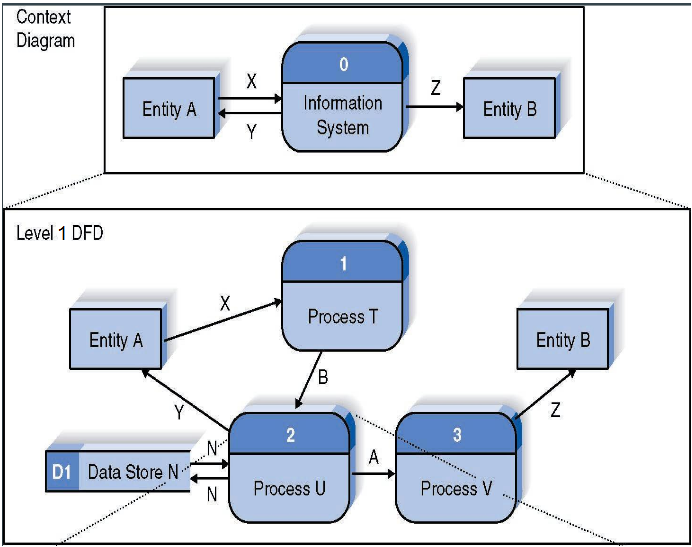 Context
Diagram
0
X
Z
Entity A
Information
System
Entity B
Y
Level 1 DFD
1
X
Process T
Entity A
Entity B
B
Y
Z
2
3
N
A
D1 Data Store N
Process U
Process V
N